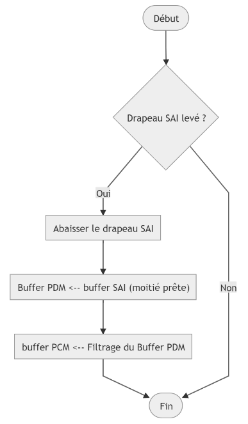 Début
Drapeau SAI levé ?
Oui
Abaisser le drapeau SAI
Buffer PDM <-- buffer SAI (moitié prête)
Non
buffer PCM <-- Filtrage du Buffer PDM
Fin